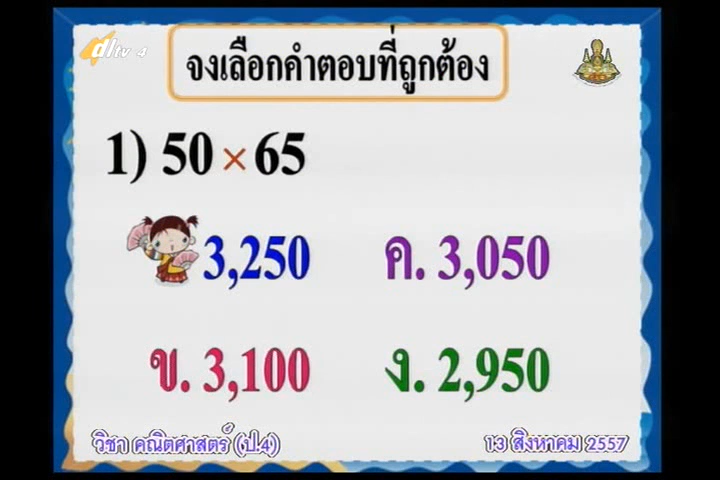 dltv 4
จงเลือกคำตอบที่ถูกต้อง
1) 50 × 65
3,250
ค. 3,050
ข. 3,100
ง. 2,950
วิชา คณิตศาสตร์ (ป.4)
13 สิงหาคม 2557